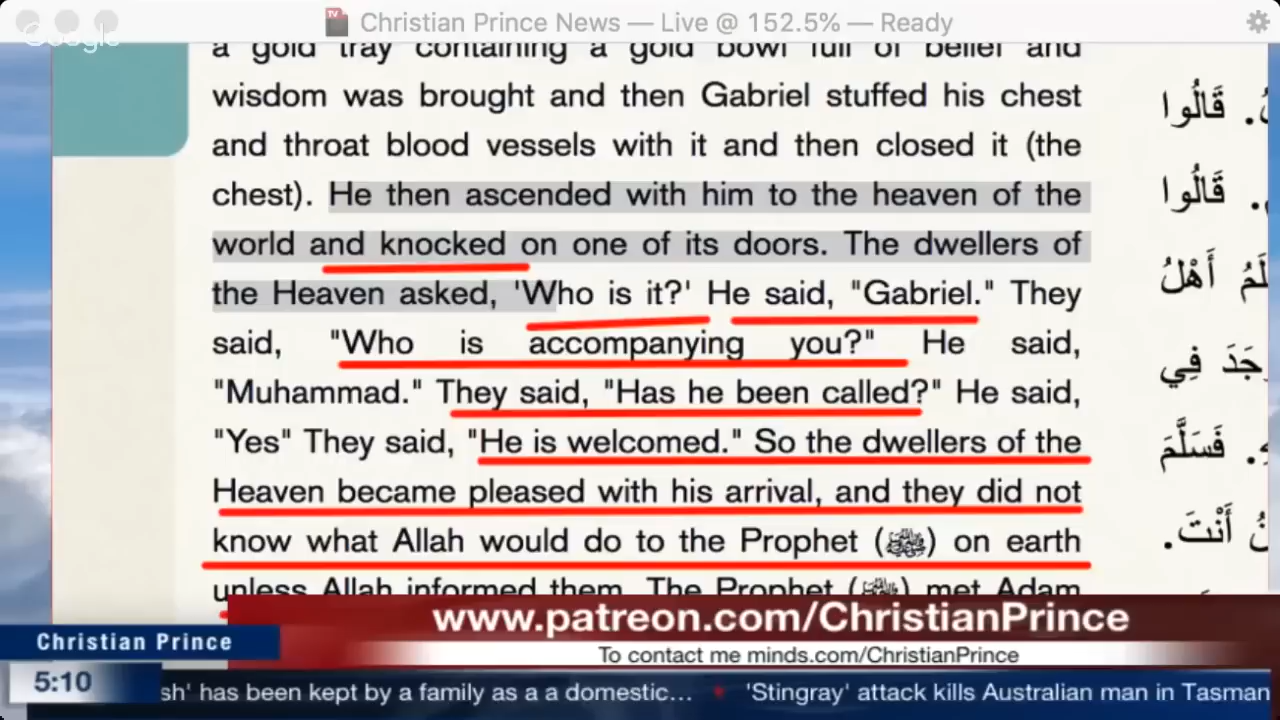 Christian Prince News — Live @ 152.5% — Ready
Google
a gold tray containing a gold bowl full of belief and
wisdom was brought and then Gabriel stuffed his chest
and throat blood vessels with it and then closed it (the
chest). He then ascended with him to the heaven of the
world and knocked on one of its doors. The dwellers of
the Heaven asked, 'Who is it?' He said, "Gabriel." They
said, "Who is accompanying you?" He said,
"Muhammad." They said, "Has he been called?" He said,
"Yes" They said, "He is welcomed." So the dwellers of the
Heaven became pleased with his arrival, and they did not
know what Allah would do to the Prophet (ﷺ) on earth
unless Allah informed them. The Prophet (ﷺ) met Adam
قَالُوا
قَالُوا
أَهْلُ
فِي
فَسَلَّمَ
أَنْتَ.
www.patreon.com/ChristianPrince
To contact me minds.com/ChristianPrince
Christian Prince
5:10
sh' has been kept by a family as a a domestic... • 'Stingray' attack kills Australian man in Tasman